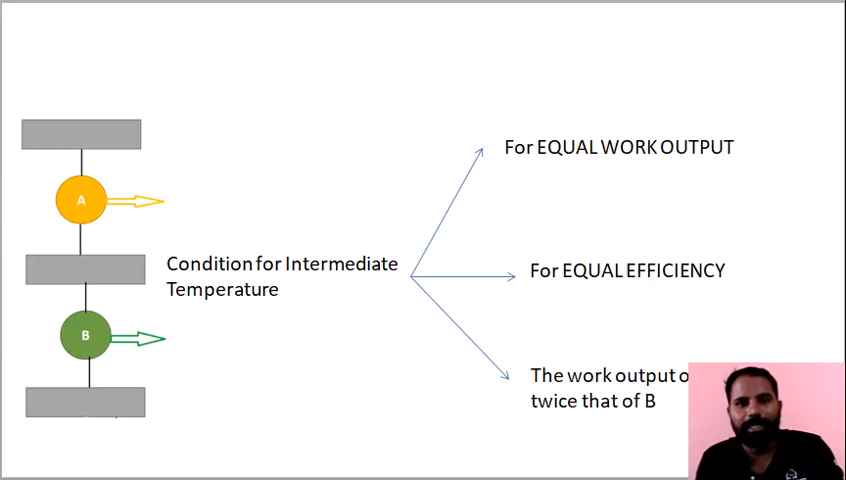 For EQUAL WORK OUTPUT
A
Condition for Intermediate
Temperature
For EQUAL EFFICIENCY
B
The work output
twice that of B